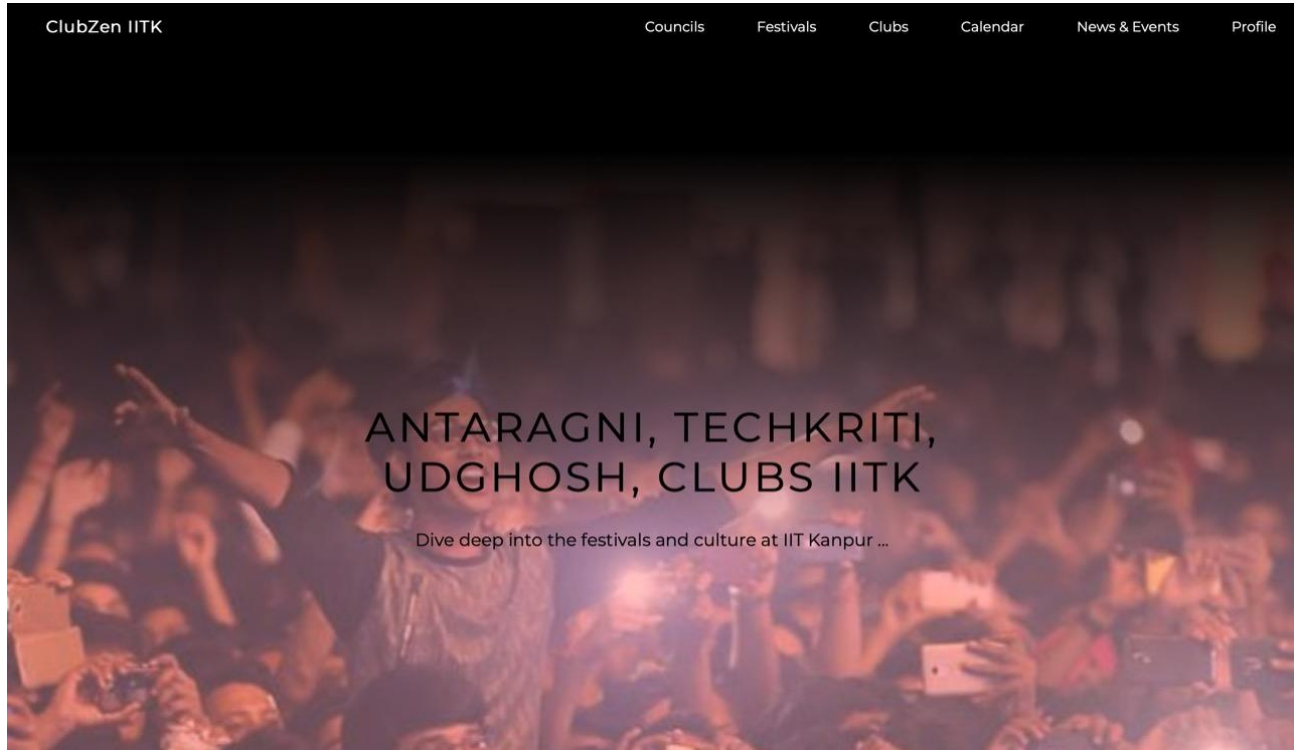 ClubZen IITK
Councils Festivals Clubs Calendar News & Events Profile
ANTARAGNI, TECHKRITI,
UDGHOSH, CLUBS IITK
Dive deep into the festivals and culture at IIT Kanpur ...